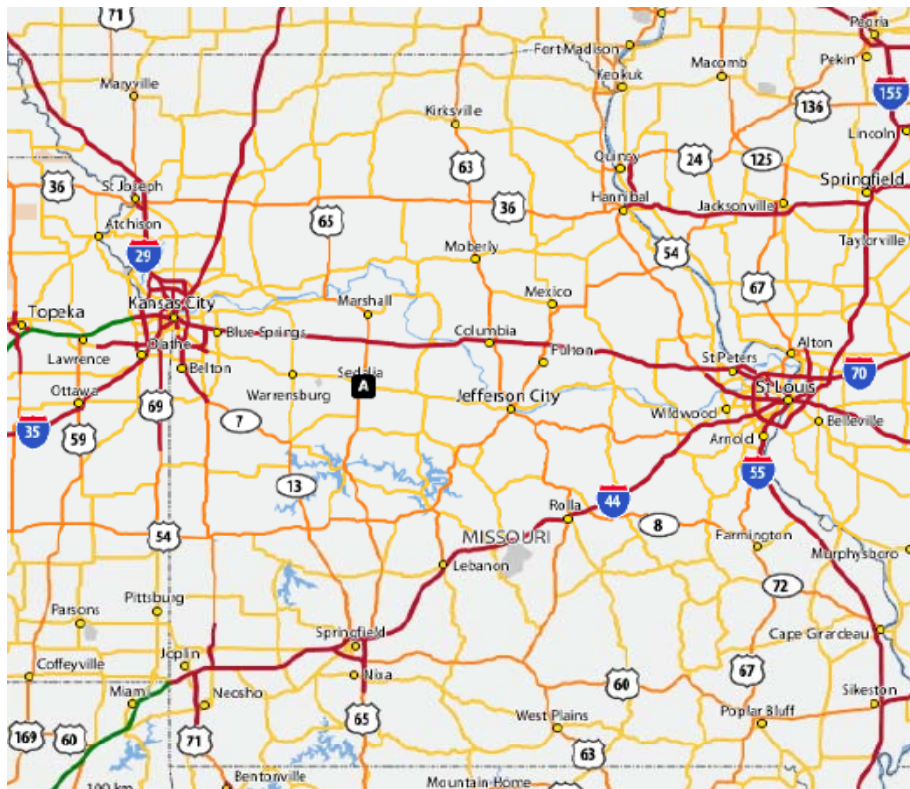 71
Peoria
Fort Madison
Macomb
Pekin
Maryville
Keokuk
155
Kirksville
136
Lincoln
63
Quincy
24
125
36
St Joseph
Springfield
65
36
Hannibal
Jacksonville
Atchison
29
Moberly
54
Taylorville
67
Mexico
Kansas City
Marshall
Topeka
Blue Springs
Columbia
Alton
Lawrence
Olathe
Fulton
St Peters
70
Belton
Sedalia
A
Ottawa
Warrensburg
Jefferson City
St Louis
69
7
Wildwood
Belleville
35
59
Arnold
13
44
55
Rolla
8
54
MISSOURI
Farmington
Murphysboro
Lebanon
72
Parsons
Pittsburg
Springfield
Cape Girardeau
Joplin
Coffeyville
Nixa
67
Miami
Neosho
60
Sikeston
65
West Plains
Poplar Bluff
169
60
71
63
Bentonville
Mountain Home
100 km